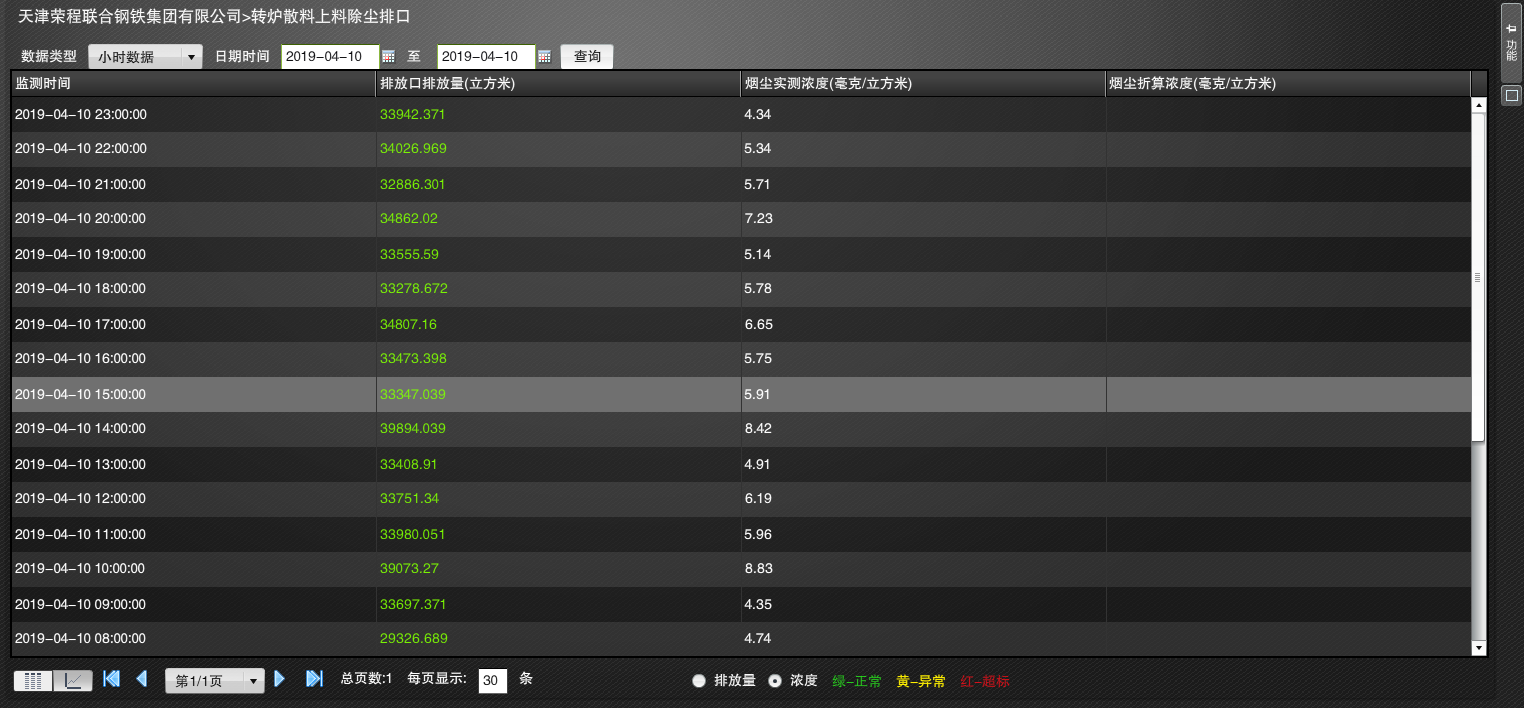 天津荣程联合钢铁集团有限公司>转炉散料上料除尘排口
数据类型 小时数据 日期时间 2019-04-10 至 2019-04-10 查询
功能
监测时间 排放口排放量(立方米) 烟尘实测浓度(毫克/立方米) 烟尘折算浓度(毫克/立方米)
2019-04-10 23:00:00 33942.371 4.34
2019-04-10 22:00:00 34026.969 5.34
2019-04-10 21:00:00 32886.301 5.71
2019-04-10 20:00:00 34862.02 7.23
2019-04-10 19:00:00 33555.59 5.14
2019-04-10 18:00:00 33278.672 5.78
2019-04-10 17:00:00 34807.16 6.65
2019-04-10 16:00:00 33473.398 5.75
2019-04-10 15:00:00 33347.039 5.91
2019-04-10 14:00:00 39894.039 8.42
2019-04-10 13:00:00 33408.91 4.91
2019-04-10 12:00:00 33751.34 6.19
2019-04-10 11:00:00 33980.051 5.96
2019-04-10 10:00:00 39073.27 8.83
2019-04-10 09:00:00 33697.371 4.35
2019-04-10 08:00:00 29326.689 4.74
第1/1页 总页数:1 每页显示: 30 条 排放量 浓度 绿-正常 黄-异常 红-超标